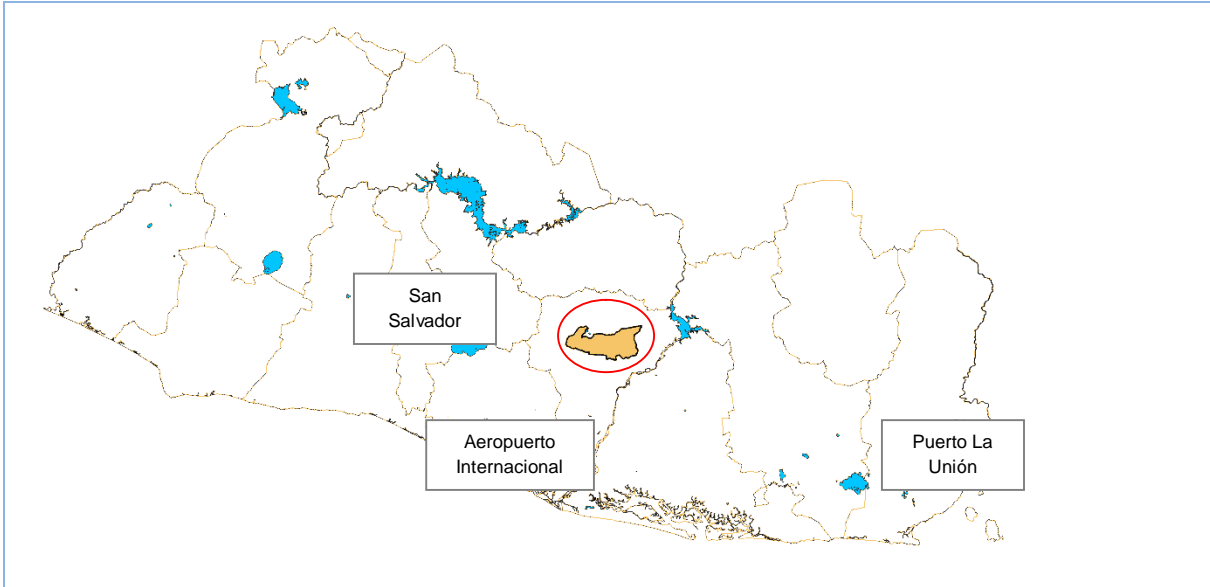 San
Salvador
Aeropuerto
Internacional
Puerto La
Unión